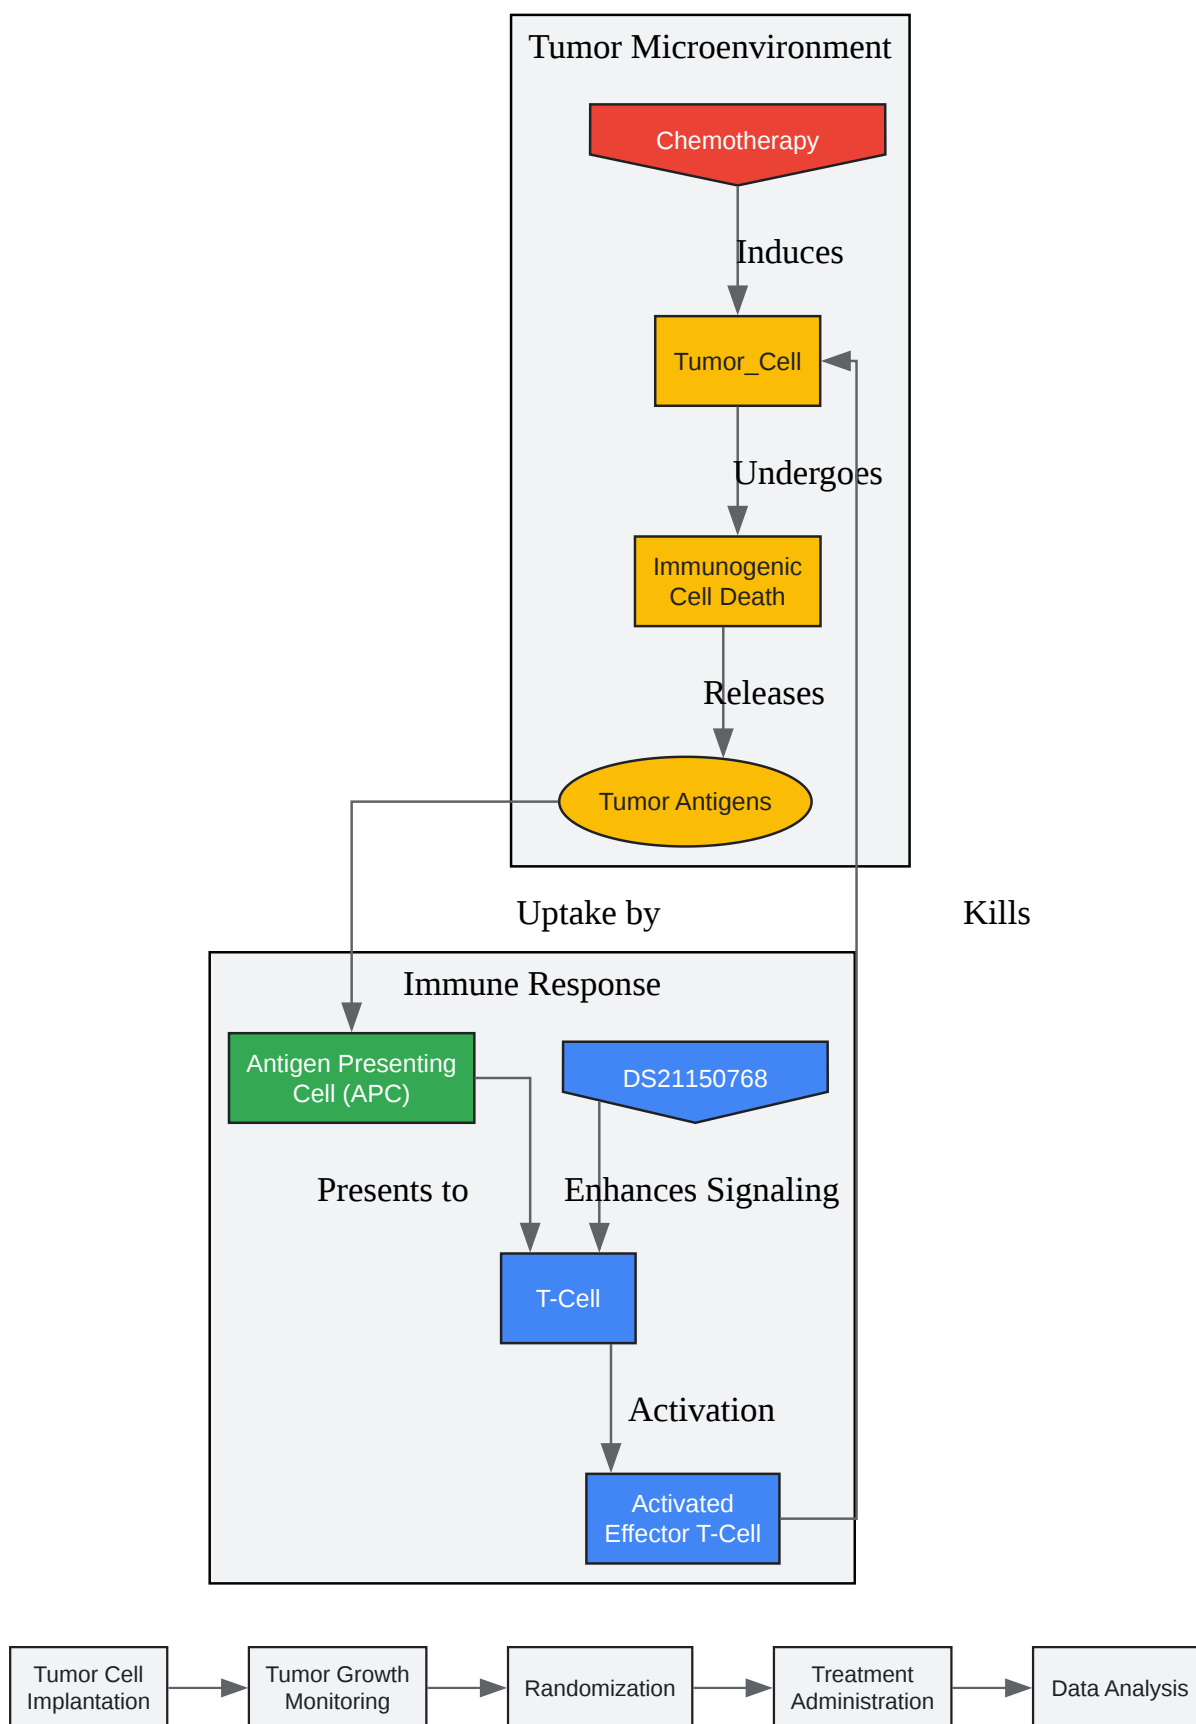 Tumor Microenvironment
Chemotherapy
Induces
Tumor_Cell
Undergoes
Immunogenic
Cell Death
Releases
Tumor Antigens
Uptake by
Kills
Immune Response
Antigen Presenting
Cell (APC)
DS21150768
Presents to
Enhances Signaling
T-Cell
Activation
Activated
Effector T-Cell
Tumor Cell
Implantation
Tumor Growth
Monitoring
Randomization
Treatment
Administration
Data Analysis